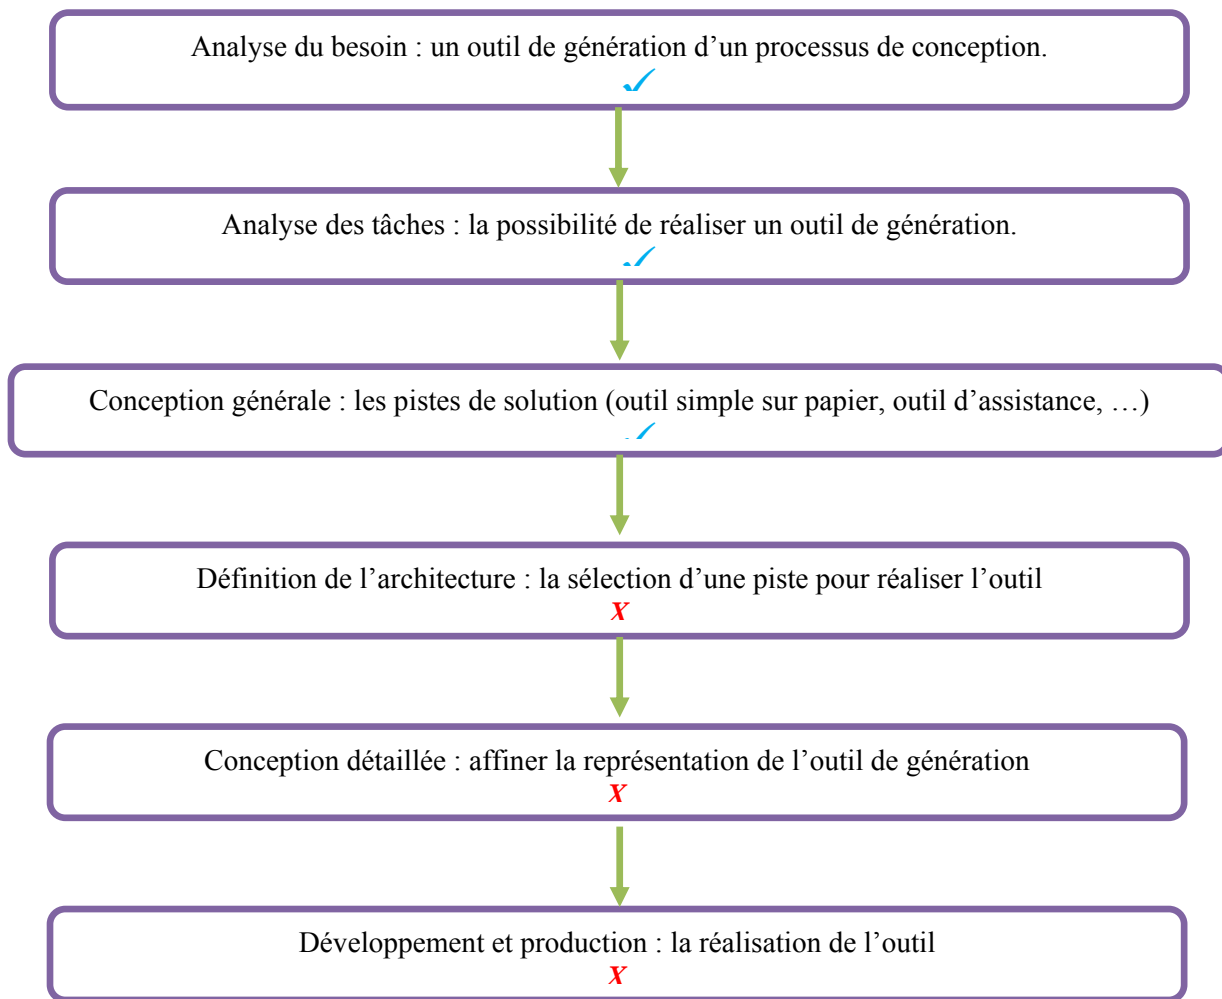 Analyse du besoin : un outil de génération d’un processus de conception.
✓
Analyse des tâches : la possibilité de réaliser un outil de génération.
✓
Conception générale : les pistes de solution (outil simple sur papier, outil d’assistance, …)
✓
Définition de l’architecture : la sélection d’une piste pour réaliser l’outil
X
Conception détaillée : affiner la représentation de l’outil de génération
X
Développement et production : la réalisation de l’outil
X